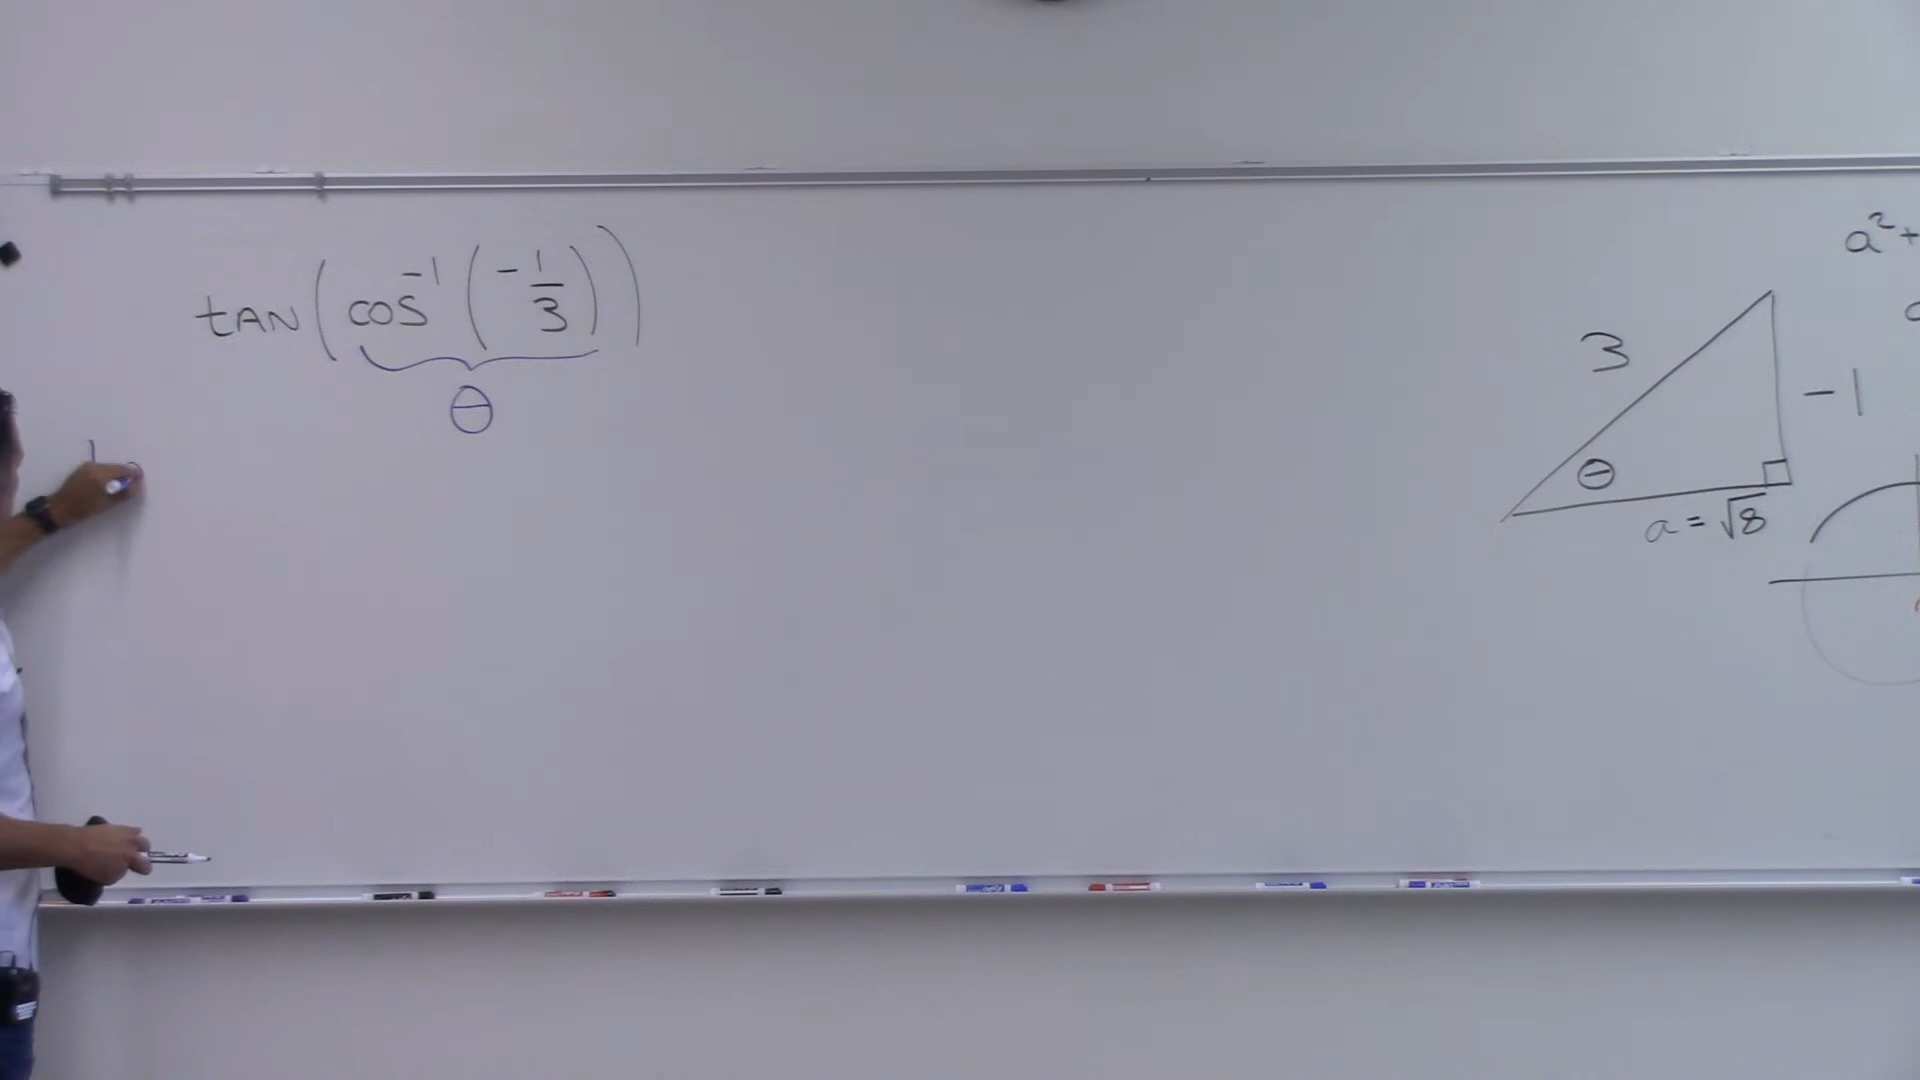 tAN(cos⁻¹(-1/3))
θ
a²+
3
-1
θ
a=√8